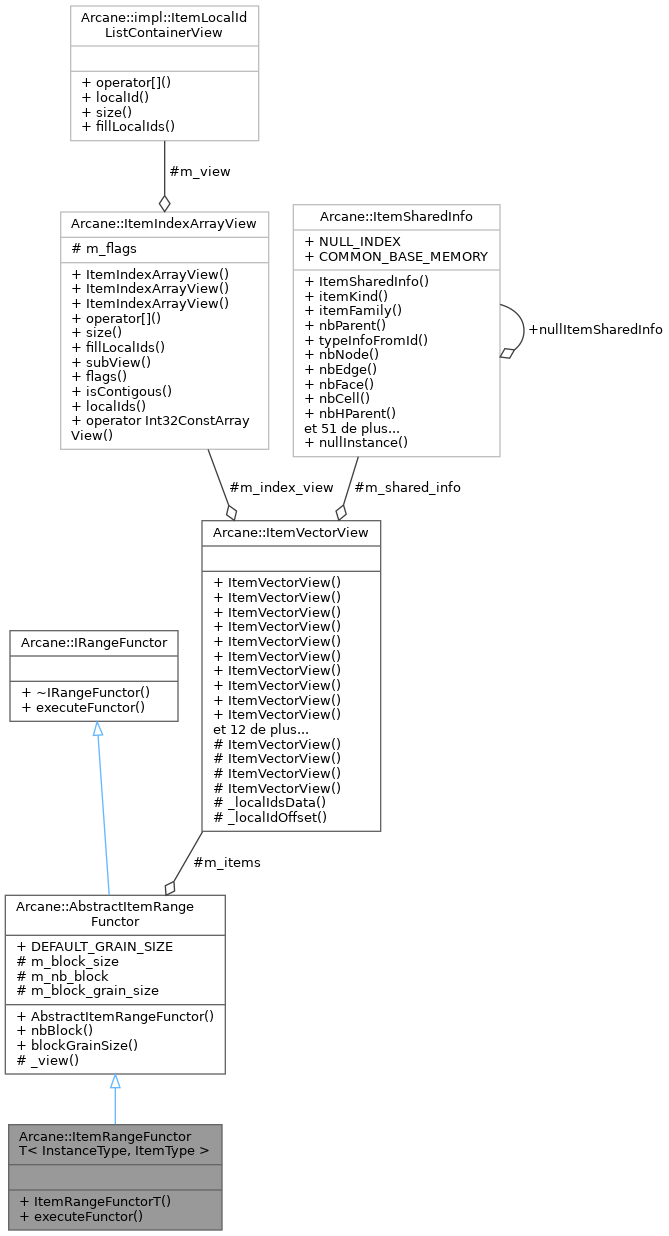 Arcane::impl::ItemLocalId
ListContainerView
+ operator[]()
+ localId()
+ size()
+ fillLocalIds()
#m_view
Arcane::ItemIndexArrayView
# m_flags
+ ItemIndexArrayView()
+ ItemIndexArrayView()
+ ItemIndexArrayView()
+ operator[]()
+ size()
+ fillLocalIds()
+ subView()
+ flags()
+ isContigous()
+ localIds()
+ operator Int32ConstArray
View()
Arcane::ItemSharedInfo
+ NULL_INDEX
+ COMMON_BASE_MEMORY
+ ItemSharedInfo()
+ itemKind()
+ itemFamily()
+ nbParent()
+ typeInfoFromId()
+ nbNode()
+ nbEdge()
+ nbFace()
+ nbCell()
+ nbHParent()
et 51 de plus...
+ nullInstance()
+nullItemSharedInfo
#m_index_view
#m_shared_info
Arcane::ItemVectorView
+ ItemVectorView()
+ ItemVectorView()
+ ItemVectorView()
+ ItemVectorView()
+ ItemVectorView()
+ ItemVectorView()
+ ItemVectorView()
+ ItemVectorView()
+ ItemVectorView()
+ ItemVectorView()
et 12 de plus...
# ItemVectorView()
# ItemVectorView()
# ItemVectorView()
# ItemVectorView()
# _localIdsData()
# _localIdOffset()
Arcane::IRangeFunctor
+ ~IRangeFunctor()
+ executeFunctor()
#m_items
Arcane::AbstractItemRange
Functor
+ DEFAULT_GRAIN_SIZE
# m_block_size
# m_nb_block
# m_block_grain_size
+ AbstractItemRangeFunctor()
+ nbBlock()
+ blockGrainSize()
# _view()
Arcane::ItemRangeFunctor
T< InstanceType, ItemType >
+ ItemRangeFunctorT()
+ executeFunctor()